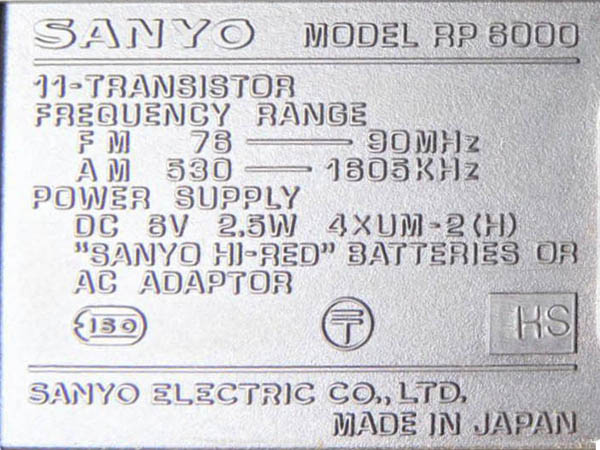 SANYO MODEL RP 6000
11-TRANSISTOR
FREQUENCY RANGE
FM 76 — 90MHz
AM 530 — 1605KHz
POWER SUPPLY
DC 6V 2.5W 4XUM-2(H)
"SANYO HI-RED" BATTERIES OR
AC ADAPTOR
130 〒 HS
SANYO ELECTRIC CO., LTD.
MADE IN JAPAN